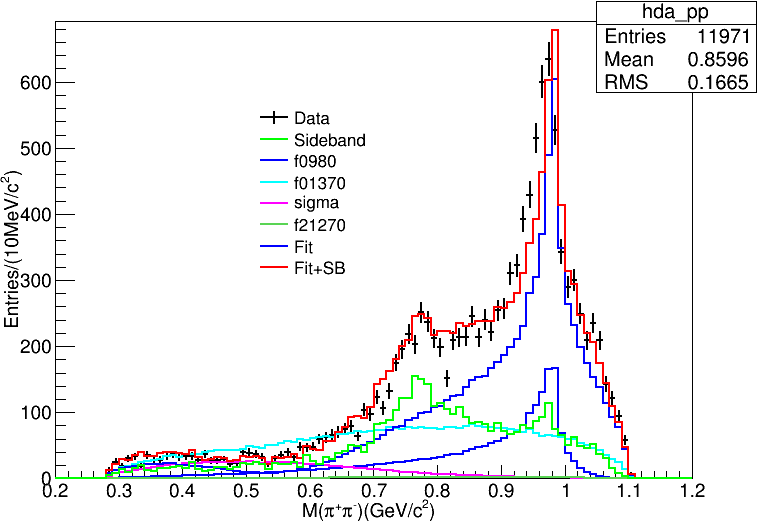 hda_pp
Entries 11971
Mean 0.8596
RMS 0.1665
Entries/(10MeV/c²)
600
500
400
300
200
100
0
Data
Sideband
f0980
f01370
sigma
f21270
Fit
Fit+SB
0.2 0.3 0.4 0.5 0.6 0.7 0.8 0.9 1 1.1 1.2
M(π⁺π⁻)(GeV/c²)